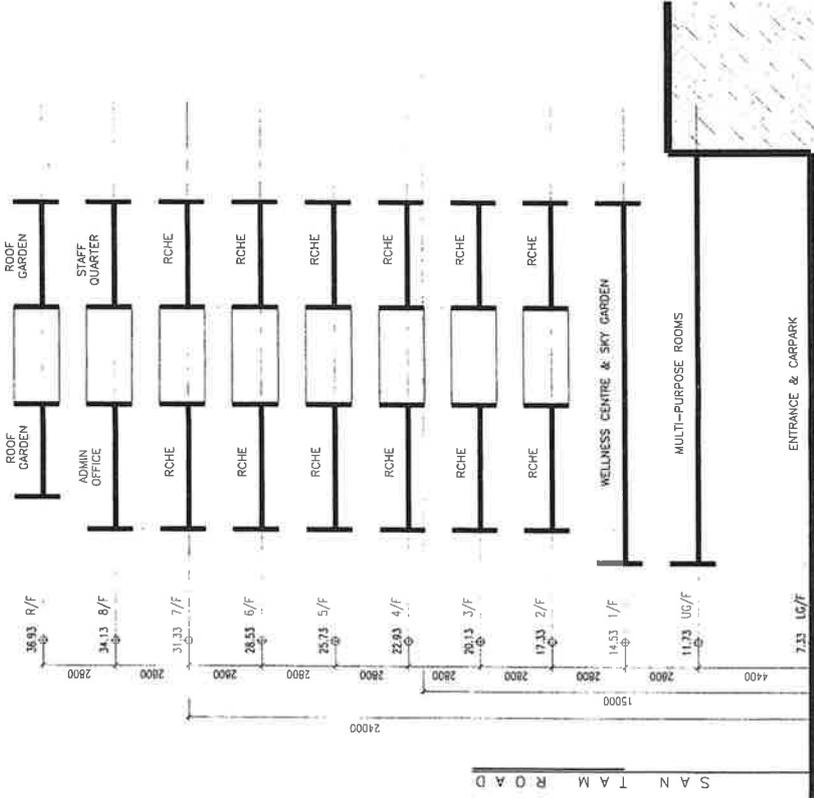 ROOF
GARDEN
ROOF
GARDEN
36.93 R/F
2800
STAFF
QUARTER
ADMIN
OFFICE
34.13 8/F
2800
RCHE
RCHE
31.33 7/F
2800
RCHE
RCHE
28.53 6/F
2800
RCHE
RCHE
25.73 5/F
2800
RCHE
RCHE
22.93 4/F
2800
RCHE
RCHE
20.13 3/F
2800
RCHE
RCHE
17.33 2/F
2800
WELLNESS CENTRE & SKY GARDEN
14.53 1/F
2800
MULTI-PURPOSE ROOMS
11.73 UG/F
4400
ENTRANCE & CARPARK
7.33 LG/F
15000
24000
SAN TAM ROAD